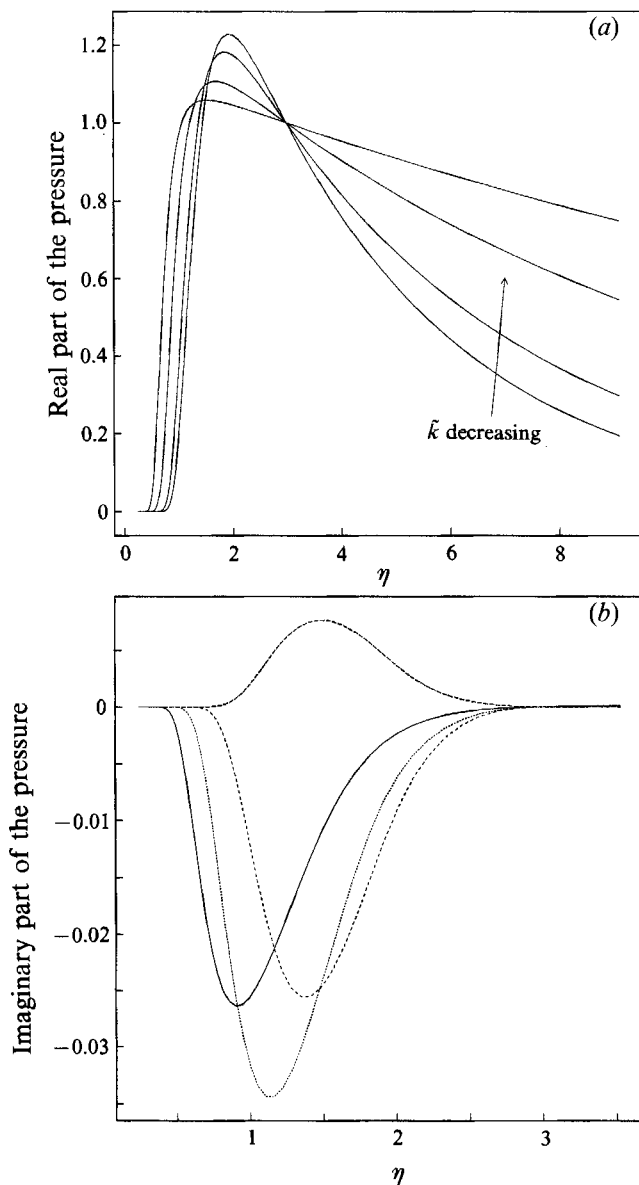 (a)
1.2
1.0
0.8
0.6
0.4
0.2
0
Real part of the pressure
k̃ decreasing
0 2 4 6 8
η
(b)
0
−0.01
−0.02
−0.03
Imaginary part of the pressure
1 2 3
η